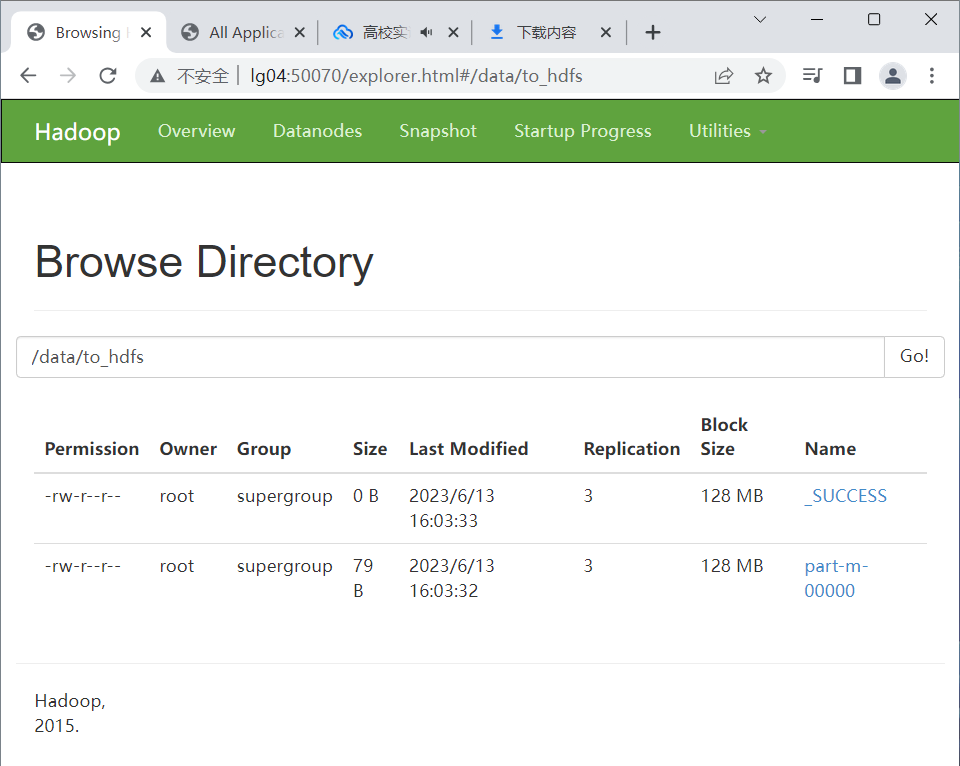 Browsing
All Applica
高校实
下载内容
不安全 lg04:50070/explorer.html#/data/to_hdfs
Hadoop Overview Datanodes Snapshot Startup Progress Utilities
Browse Directory
/data/to_hdfs Go!
Permission Owner Group Size Last Modified Replication Block Size Name
-rw-r--r-- root supergroup 0 B 2023/6/13 3 128 MB _SUCCESS
16:03:33
-rw-r--r-- root supergroup 79 2023/6/13 3 128 MB part-m-
B 16:03:32 00000
Hadoop,
2015.